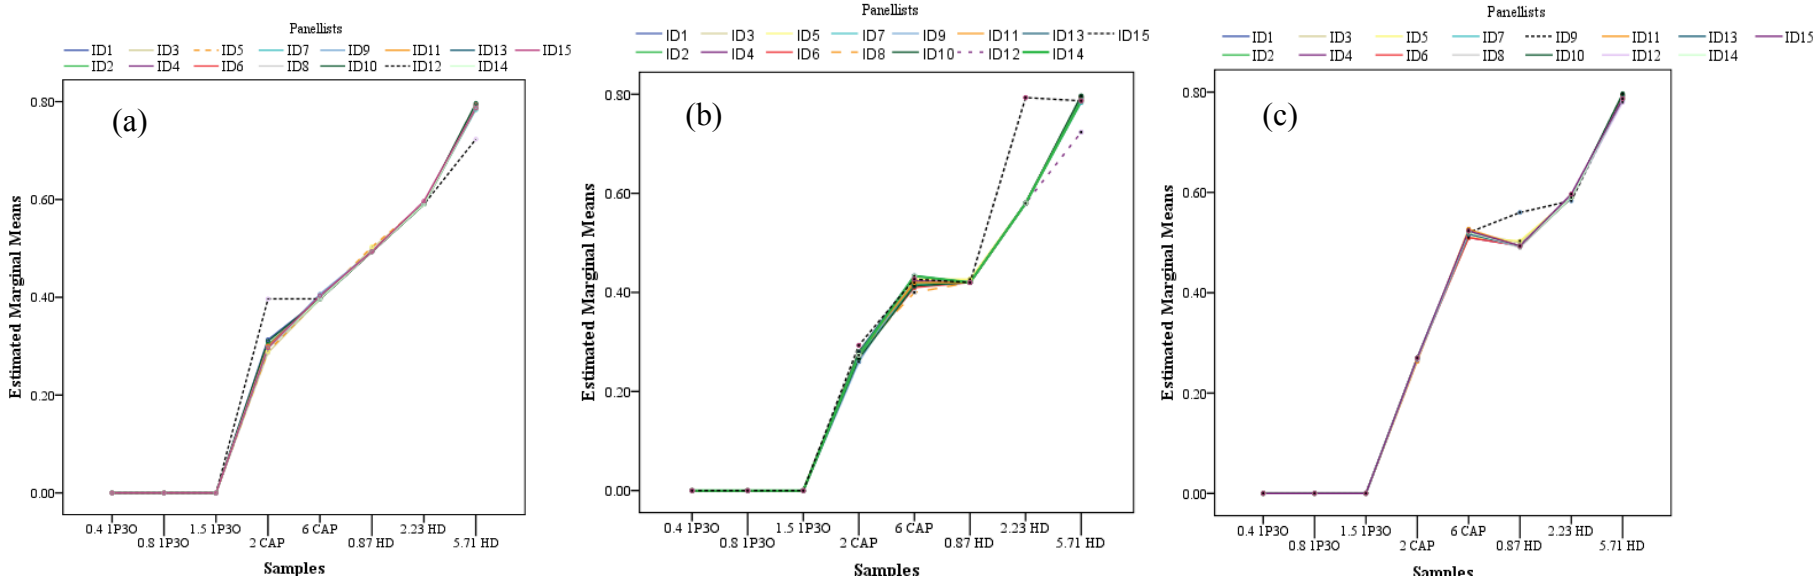 Panellists
ID1 ID3 ID5 ID7 ID9 ID11 ID13 ID15
ID2 ID4 ID6 ID8 ID10 ID12 ID14
(a)
Estimated Marginal Means
0.80
0.60
0.40
0.20
0.00
0.4 1P3O 1.5 1P3O 6 CAP 2.23 HD
0.8 1P3O 2 CAP 0.87 HD 5.71 HD
Samples
Panellists
ID1 ID3 ID5 ID7 ID9 ID11 ID13 ID15
ID2 ID4 ID6 ID8 ID10 ID12 ID14
(b)
Estimated Marginal Means
0.80
0.60
0.40
0.20
0.00
0.4 1P3O 1.5 1P3O 6 CAP 2.23 HD
0.8 1P3O 2 CAP 0.87 HD 5.71 HD
Samples
Panellists
ID1 ID3 ID5 ID7 ID9 ID11 ID13 ID15
ID2 ID4 ID6 ID8 ID10 ID12 ID14
(c)
Estimated Marginal Means
0.80
0.60
0.40
0.20
0.00
0.4 1P3O 1.5 1P3O 6 CAP 2.23 HD
0.8 1P3O 2 CAP 0.87 HD 5.71 HD
Samples